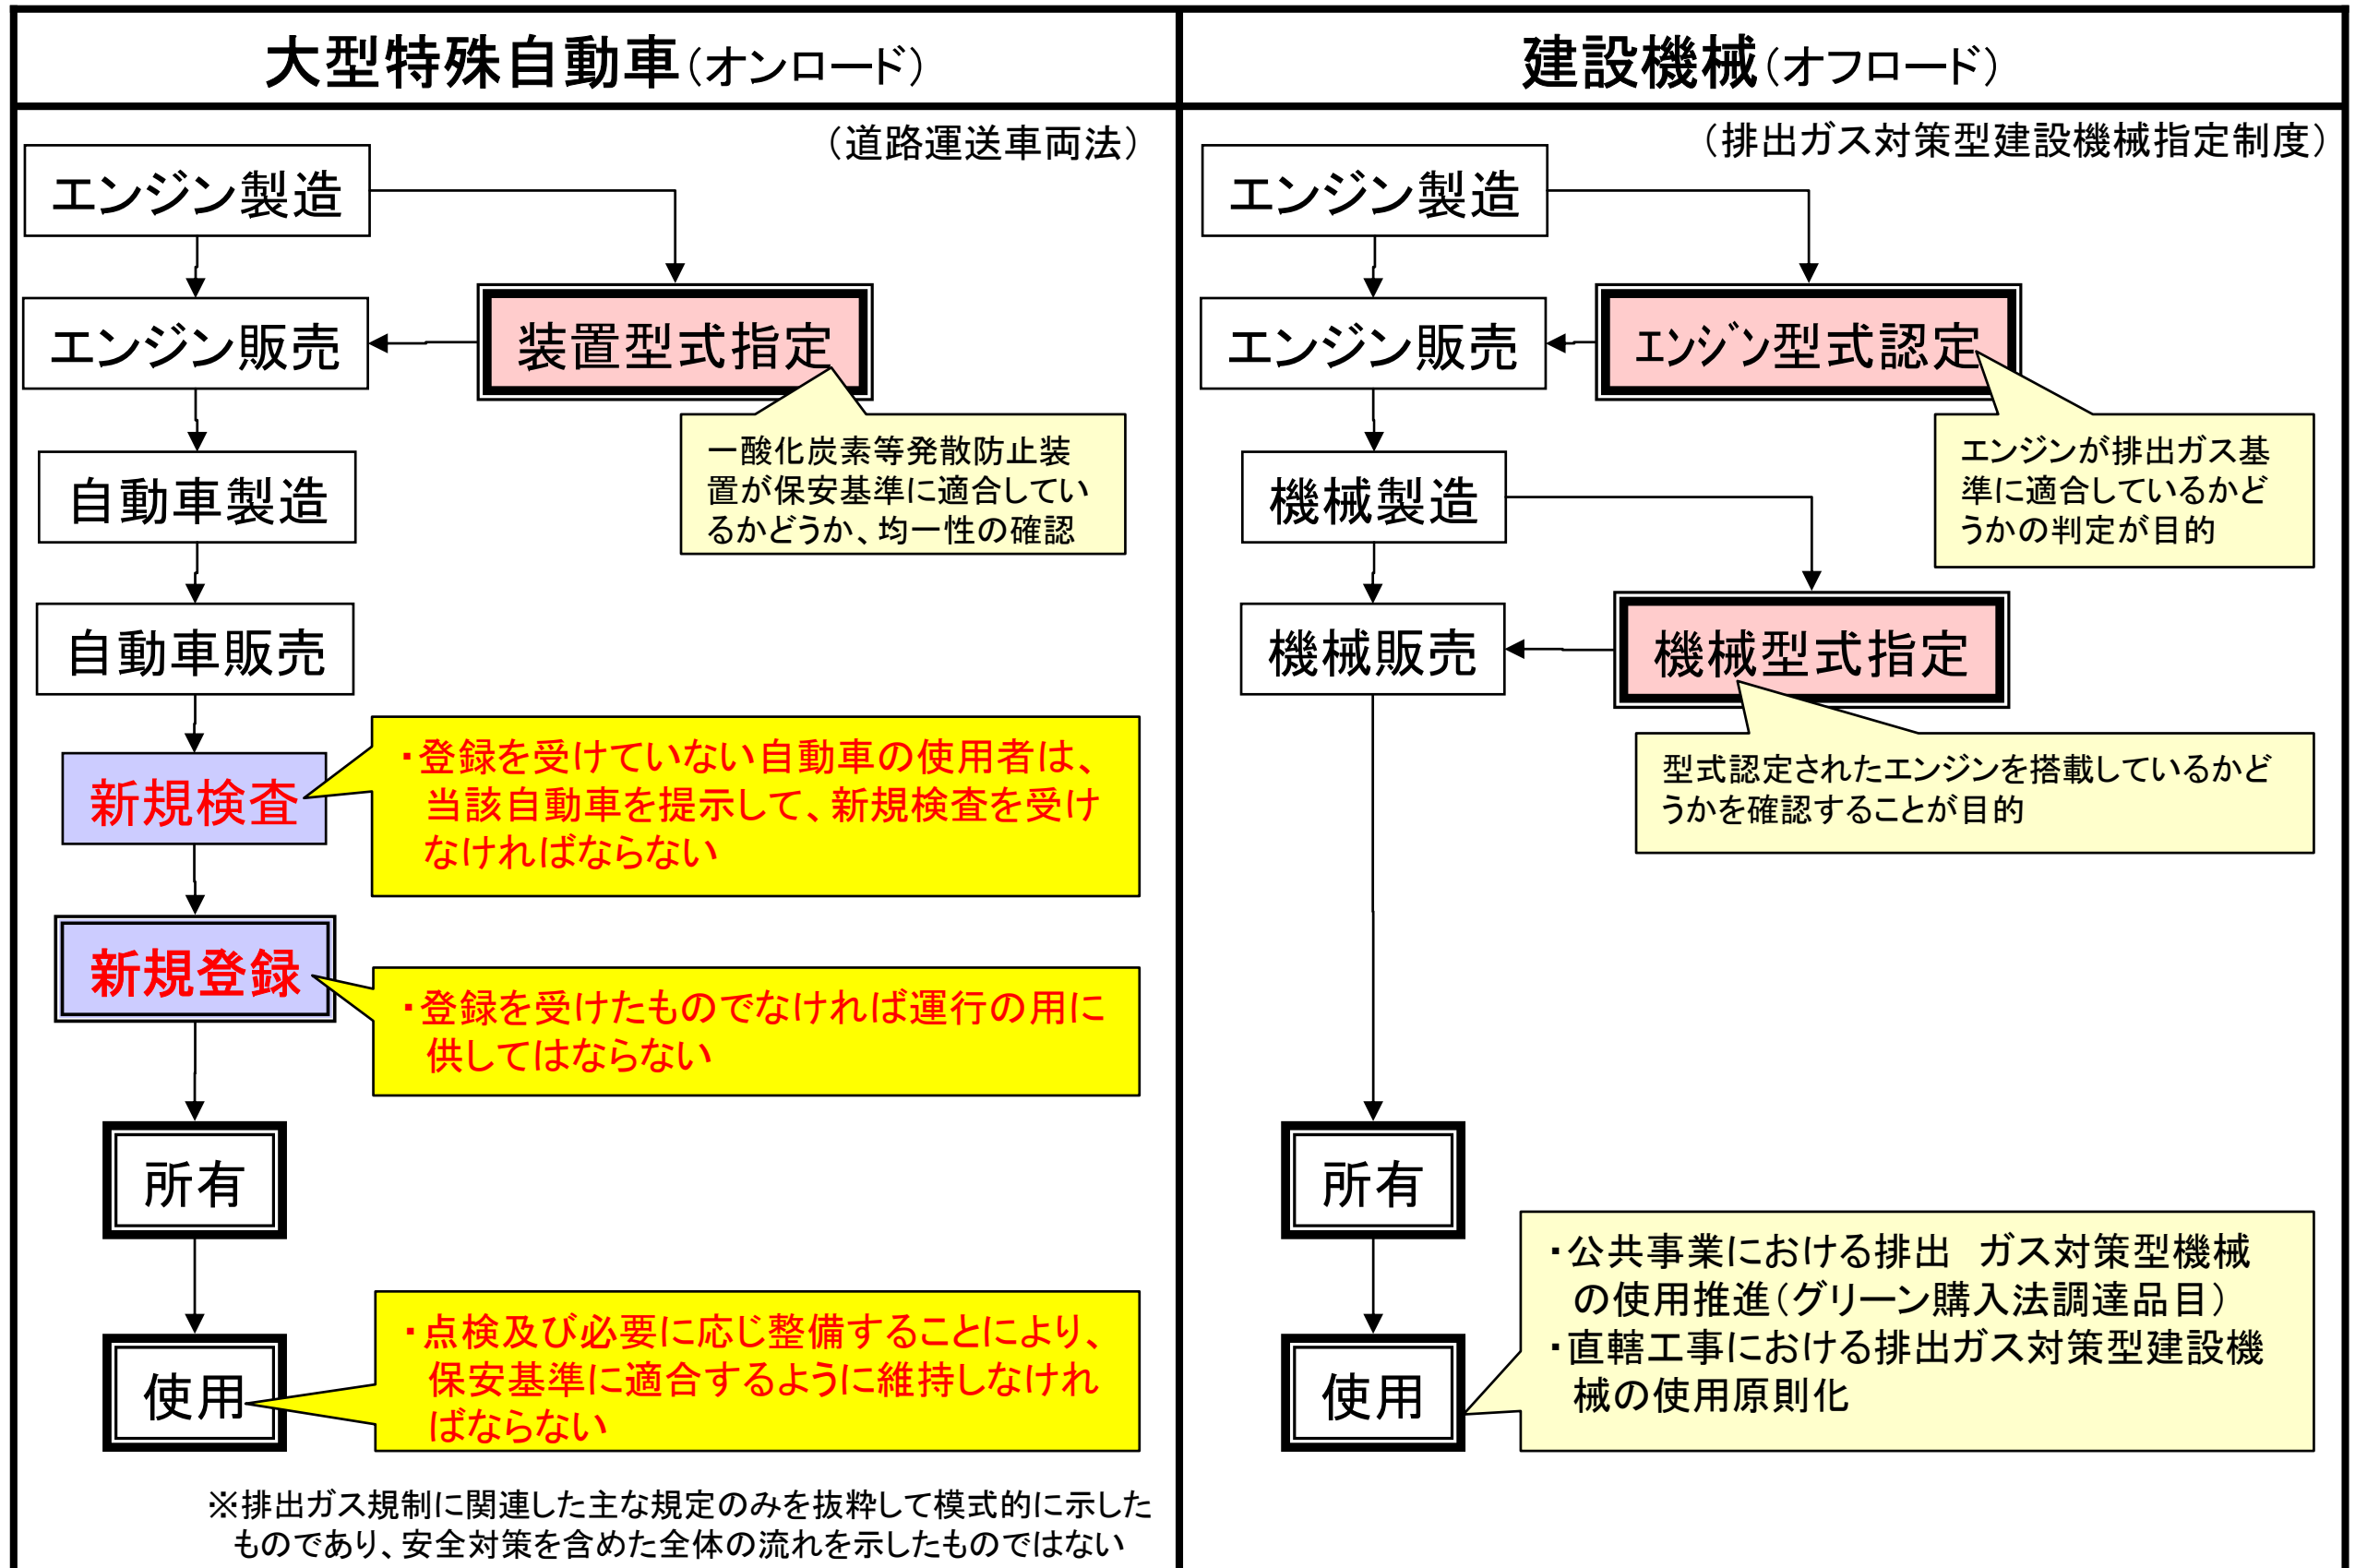 大型特殊自動車（オンロード）
（道路運送車両法）
エンジン製造
エンジン販売
装置型式指定
一酸化炭素等発散防止装
置が保安基準に適合してい
るかどうか、均一性の確認
自動車製造
自動車販売
新規検査
・登録を受けていない自動車の使用者は、
当該自動車を提示して、新規検査を受け
なければならない
新規登録
・登録を受けたものでなければ運行の用に
供してはならない
所有
使用
・点検及び必要に応じ整備することにより、
保安基準に適合するように維持しなけれ
ばならない
※排出ガス規制に関連した主な規定のみを抜粋して模式的に示した
ものであり、安全対策を含めた全体の流れを示したものではない
建設機械（オフロード）
（排出ガス対策型建設機械指定制度）
エンジン製造
エンジン販売
ｴﾝｼﾞﾝ型式認定
エンジンが排出ガス基
準に適合しているかど
うかの判定が目的
機械製造
機械販売
機械型式指定
型式認定されたエンジンを搭載しているかど
うかを確認することが目的
所有
使用
・公共事業における排出　ガス対策型機械
の使用推進（グリーン購入法調達品目）
・直轄工事における排出ガス対策型建設機
械の使用原則化